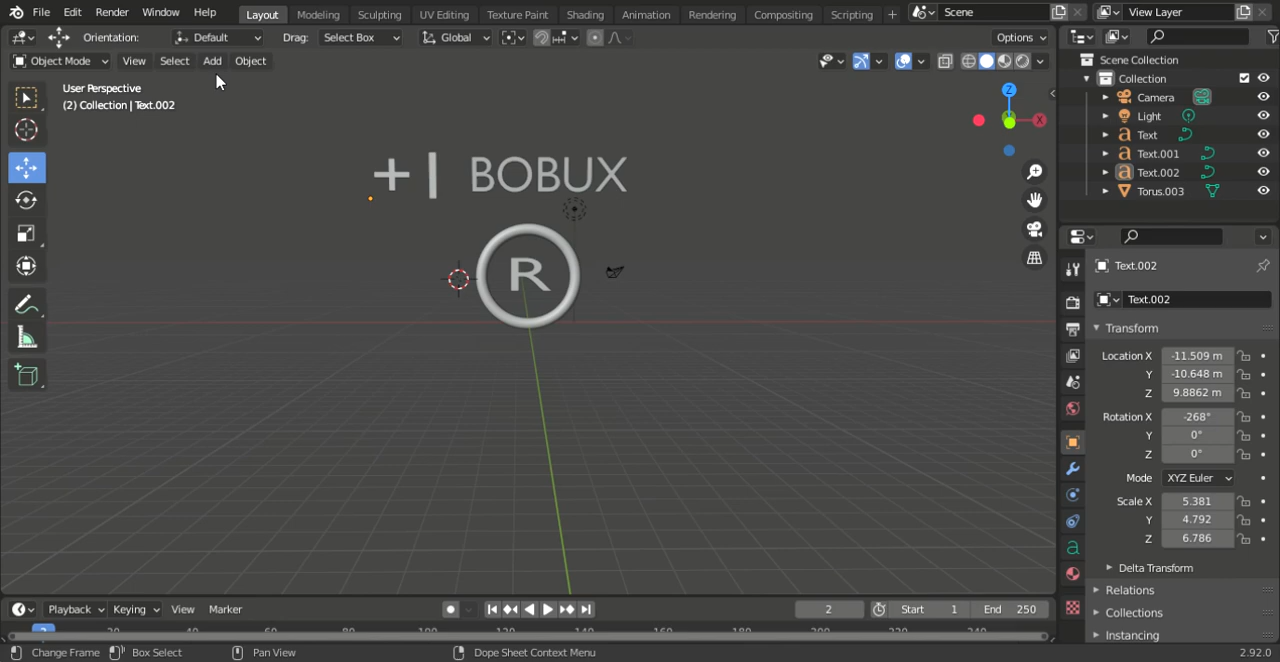 File Edit Render Window Help Layout Modeling Sculpting UV Editing Texture Paint Shading Animation Rendering Compositing Scripting + Scene View Layer
Orientation: Default Drag: Select Box Global Options
Object Mode View Select Add Object
User Perspective
(2) Collection | Text.002
Z
X
+| BOBUX
R
Scene Collection
Collection
Camera
Light
Text
Text.001
Text.002
Torus.003
Text.002
Text.002
Transform
Location X -11.509 m
Y -10.648 m
Z 9.8862 m
Rotation X -268°
Y 0°
Z 0°
Mode XYZ Euler
Scale X 5.381
Y 4.792
Z 6.786
Delta Transform
Relations
Collections
Instancing
Playback Keying View Marker 2 Start 1 End 250
2
Change Frame Box Select Pan View Dope Sheet Context Menu 2.92.0